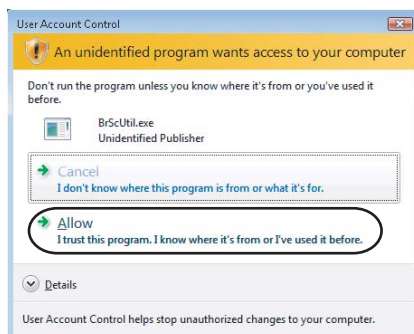 User Account Control
An unidentified program wants access to your computer
Don't run the program unless you know where it's from or you've used it
before.
BrScUtil.exe
Unidentified Publisher
Cancel
I don't know where this program is from or what it's for.
Allow
I trust this program. I know where it's from or I've used it before.
Details
User Account Control helps stop unauthorized changes to your computer.